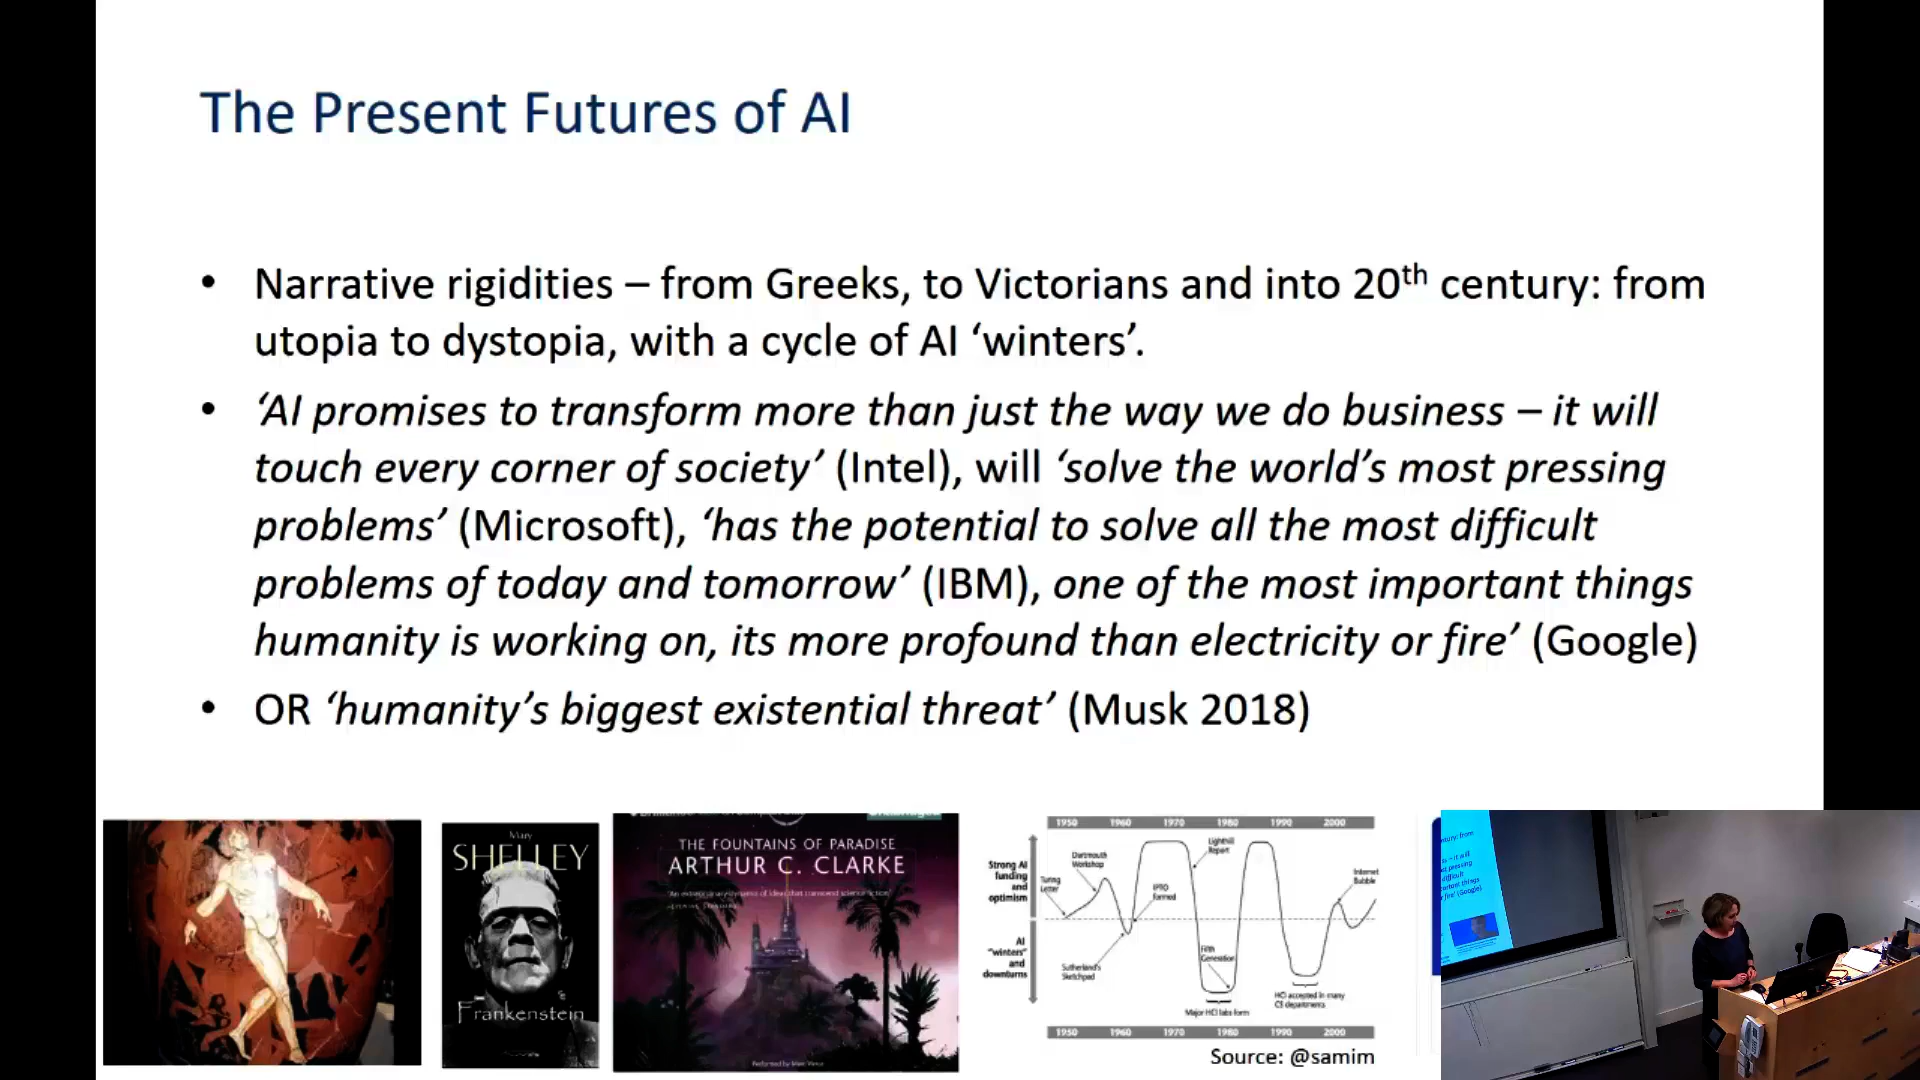 The Present Futures of AI
• Narrative rigidities – from Greeks, to Victorians and into 20th century: from
utopia to dystopia, with a cycle of AI ‘winters’.
• ‘AI promises to transform more than just the way we do business – it will
touch every corner of society’ (Intel), will ‘solve the world’s most pressing
problems’ (Microsoft), ‘has the potential to solve all the most difficult
problems of today and tomorrow’ (IBM), one of the most important things
humanity is working on, its more profound than electricity or fire’ (Google)
• OR ‘humanity’s biggest existential threat’ (Musk 2018)
Mary
SHELLEY
Frankenstein
THE FOUNTAINS OF PARADISE
ARTHUR C. CLARKE
1950 1960 1970 1980 1990 2000
Strong AI
funding
and
optimism
AI
"winters"
and
downturns
Turing
Letter
Dartmouth
Workshop
Sutherland's
Sketchpad
IPTO
Formed
Lighthill
Report
Fifth
Generation
Major HCI labs form
HCI accepted in many
CS departments
Internet
Bubble
1950 1960 1970 1980 1990 2000
Source: @samim